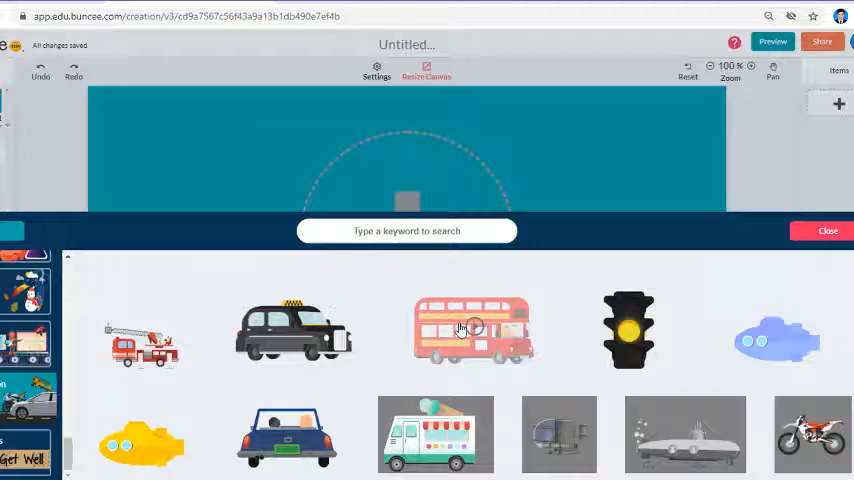 app.edu.buncee.com/creation/v3/cd9a7567c56f43a9a13b1db490e7ef4b
All changes saved
Untitled...
Preview
Share
Undo
Redo
Settings
Resize Canvas
Reset
100 %
Zoom
Pan
Items
Type a keyword to search
Close
Get Well